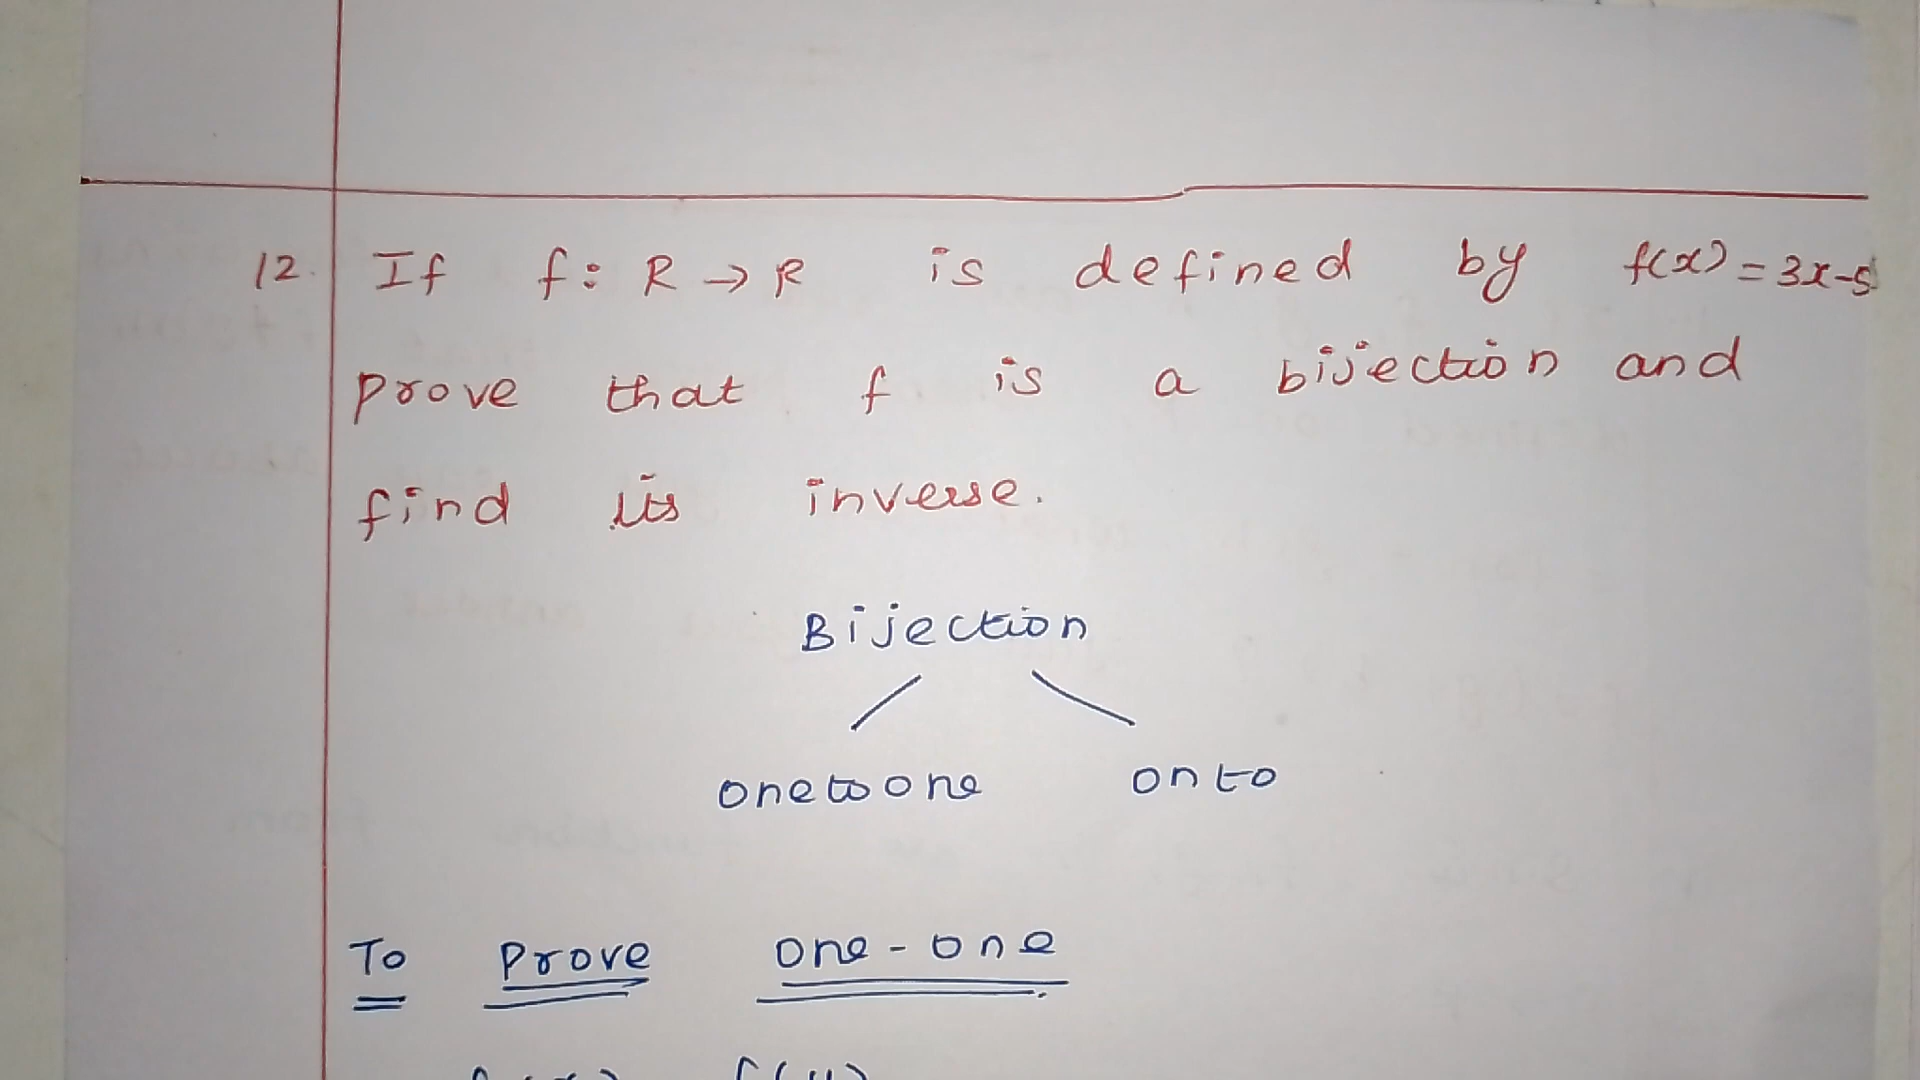 12. If f: R → R is defined by f(x) = 3x-5
prove that f is a bijection and
find its inverse.
Bijection
onetoone onto
To Prove one-one
f(x) f(y)